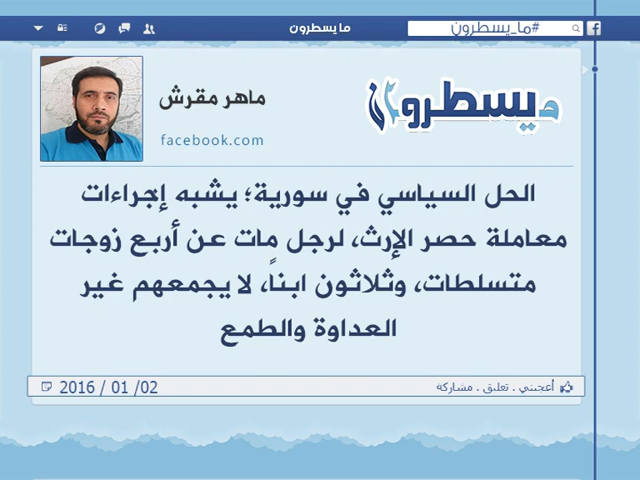 ما يسطرون
#ما_يسطرون
ما يسطرون
ماهر مقرش
facebook.com
الحل السياسي في سورية؛ يشبه إجراءات
معاملة حصر الإرث، لرجل مات عن أربع زوجات
متسلطات، وثلاثون ابناً، لا يجمعهم غير
العداوة والطمع
أعجبني . تعليق . مشاركة
2016 / 01 /02